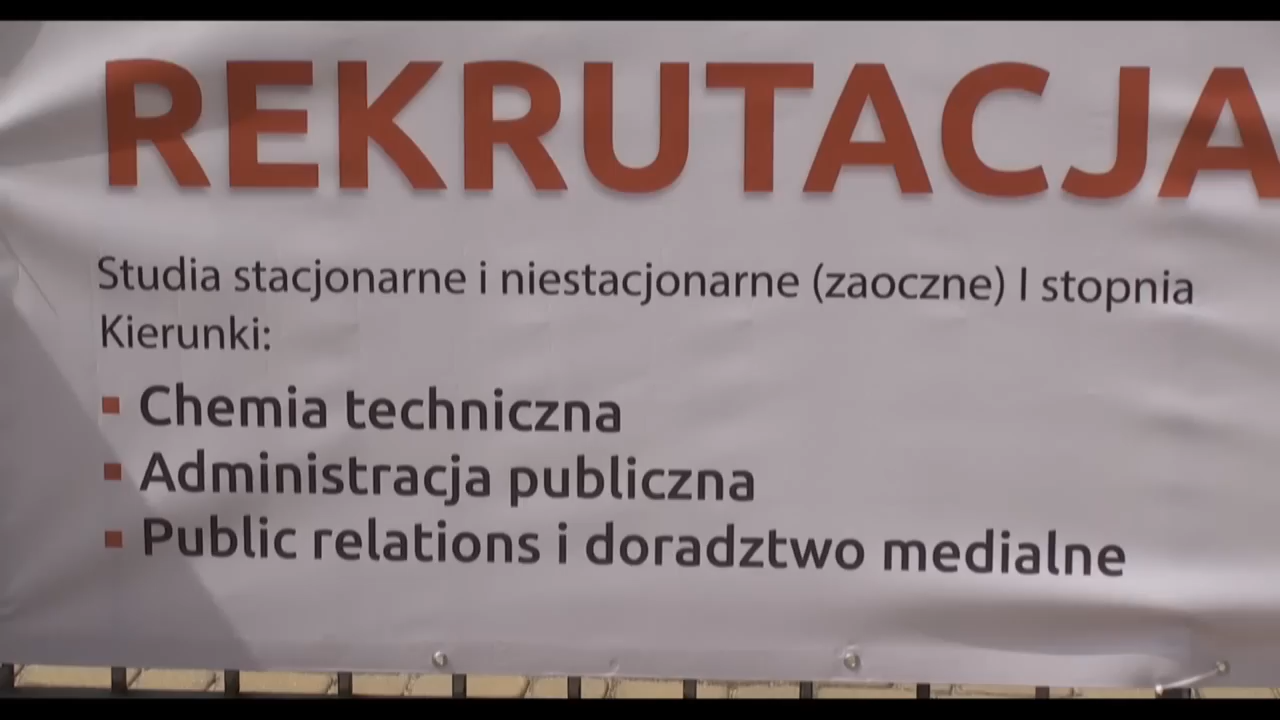 REKRUTACJA
Studia stacjonarne i niestacjonarne (zaoczne) I stopnia
Kierunki:
▪ Chemia techniczna
▪ Administracja publiczna
▪ Public relations i doradztwo medialne